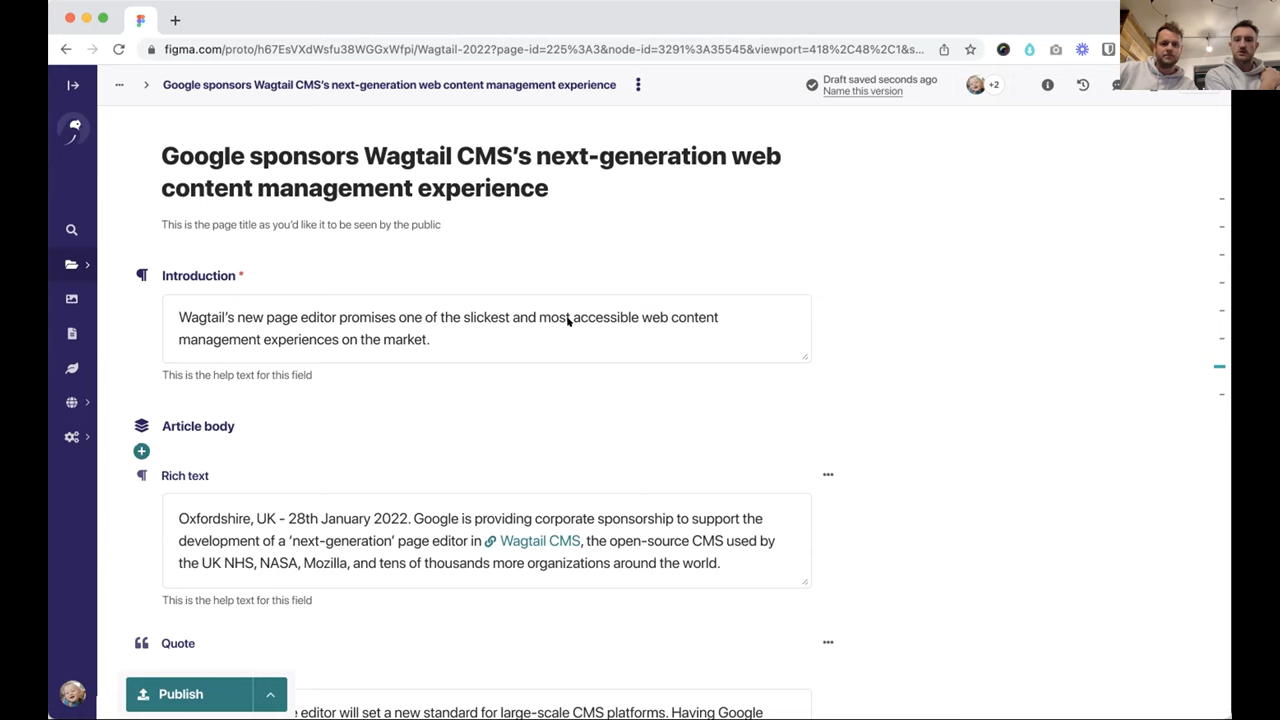 figma.com/proto/h67EsVXdWsfu38WGGxWfpi/Wagtail-2022?page-id=225%3A3&node-id=3291%3A35545&viewport=418%2C48%2C1&s...
Google sponsors Wagtail CMS’s next-generation web content management experience
Draft saved seconds ago
Name this version
+2
Google sponsors Wagtail CMS’s next-generation web
content management experience
This is the page title as you’d like it to be seen by the public
Introduction *
Wagtail’s new page editor promises one of the slickest and most accessible web content
management experiences on the market.
This is the help text for this field
Article body
Rich text
Oxfordshire, UK - 28th January 2022. Google is providing corporate sponsorship to support the
development of a ‘next-generation’ page editor in Wagtail CMS, the open-source CMS used by
the UK NHS, NASA, Mozilla, and tens of thousands more organizations around the world.
This is the help text for this field
Quote
Publish
editor will set a new standard for large-scale CMS platforms. Having Google